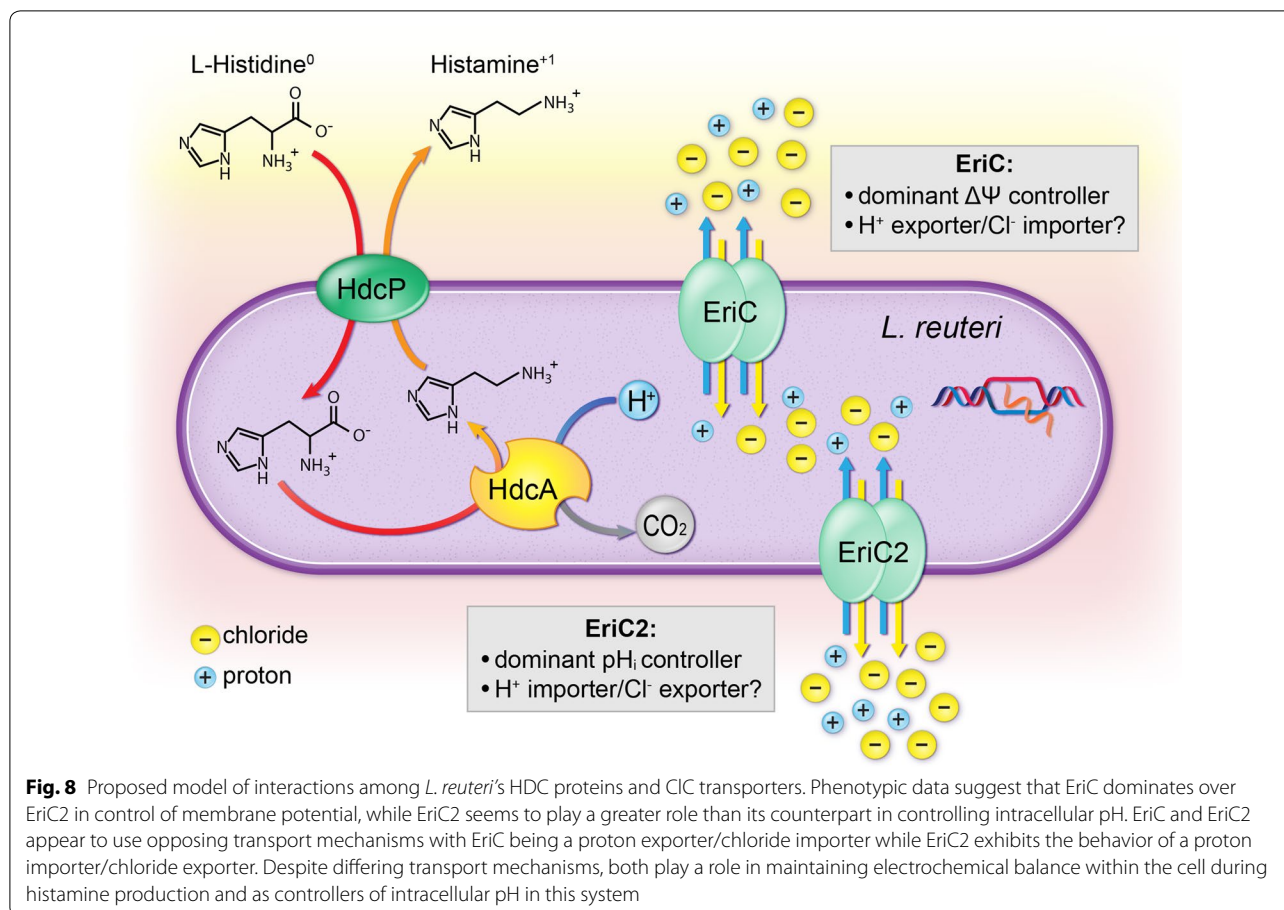 L-Histidine⁰
Histamine⁺¹
O
O⁻
NH₃⁺
N
N
H
NH₃⁺
N
N
H
EriC:
• dominant ΔΨ controller
• H⁺ exporter/Cl⁻ importer?
HdcP
EriC
L. reuteri
NH₃⁺
N
N
H
H⁺
O
O⁻
NH₃⁺
N
N
H
HdcA
CO₂
EriC2
chloride
proton
EriC2:
• dominant pHᵢ controller
• H⁺ importer/Cl⁻ exporter?
Fig. 8 Proposed model of interactions among L. reuteri's HDC proteins and ClC transporters. Phenotypic data suggest that EriC dominates over
EriC2 in control of membrane potential, while EriC2 seems to play a greater role than its counterpart in controlling intracellular pH. EriC and EriC2
appear to use opposing transport mechanisms with EriC being a proton exporter/chloride importer while EriC2 exhibits the behavior of a proton
importer/chloride exporter. Despite differing transport mechanisms, both play a role in maintaining electrochemical balance within the cell during
histamine production and as controllers of intracellular pH in this system